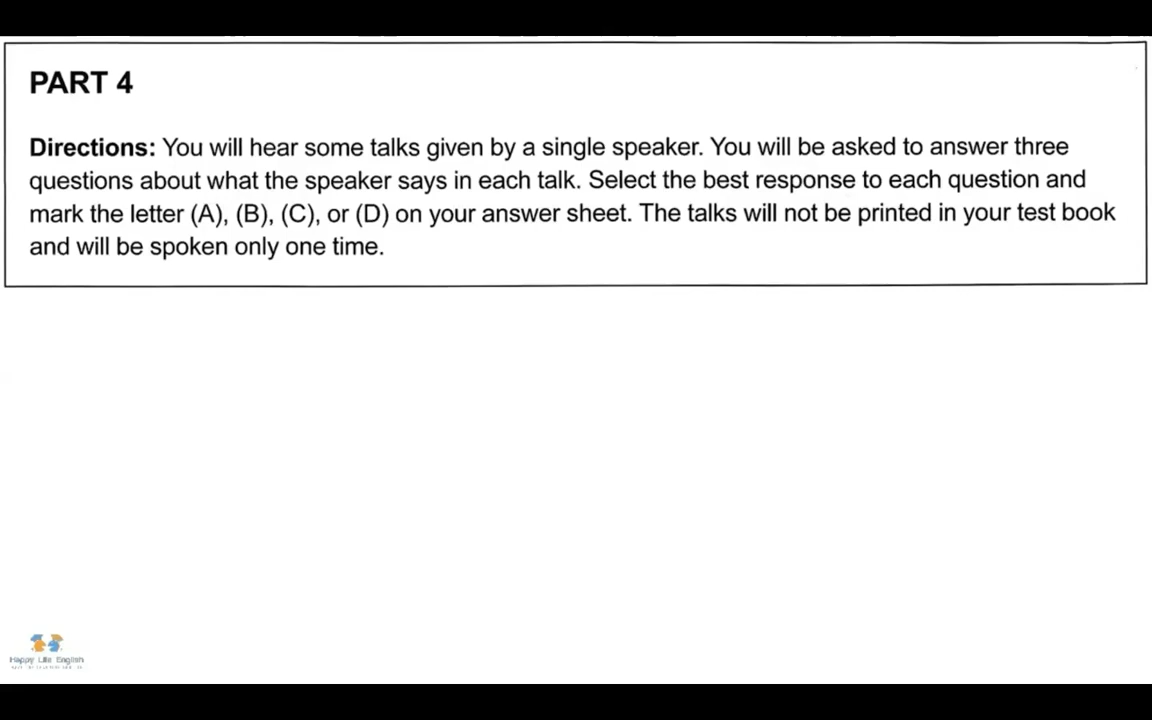 PART 4
Directions: You will hear some talks given by a single speaker. You will be asked to answer three
questions about what the speaker says in each talk. Select the best response to each question and
mark the letter (A), (B), (C), or (D) on your answer sheet. The talks will not be printed in your test book
and will be spoken only one time.
Happy Life English